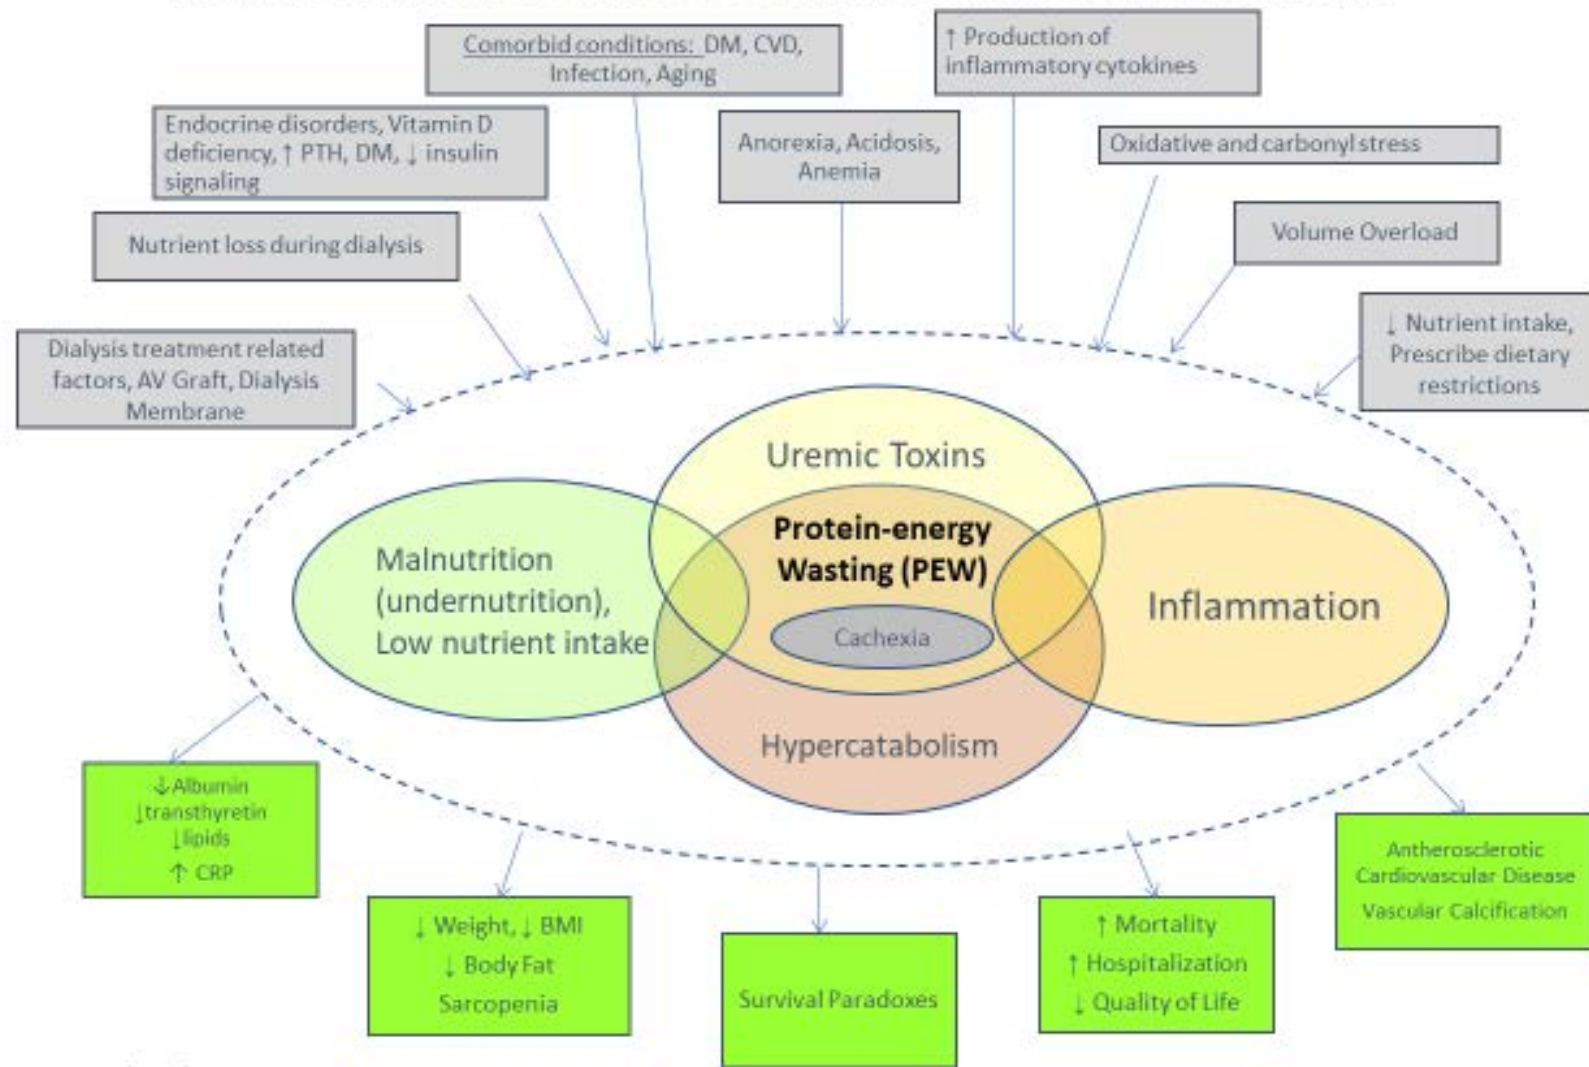 Comorbid conditions: DM, CVD,
Infection, Aging
↑ Production of
inflammatory cytokines
Endocrine disorders, Vitamin D
deficiency, ↑ PTH, DM, ↓ insulin
signaling
Anorexia, Acidosis,
Anemia
Oxidative and carbonyl stress
Nutrient loss during dialysis
Volume Overload
Dialysis treatment related
factors, AV Graft, Dialysis
Membrane
↓ Nutrient intake,
Prescribe dietary
restrictions
Uremic Toxins
Protein-energy
Wasting (PEW)
Malnutrition
(undernutrition),
Low nutrient intake
Cachexia
Inflammation
Hypercatabolism
↓Albumin
↓transthyretin
↓lipids
↑ CRP
↓ Weight, ↓ BMI
↓ Body Fat
Sarcopenia
Survival Paradoxes
↑ Mortality
↑ Hospitalization
↓ Quality of Life
Antherosclerotic
Cardiovascular Disease
Vascular Calcification